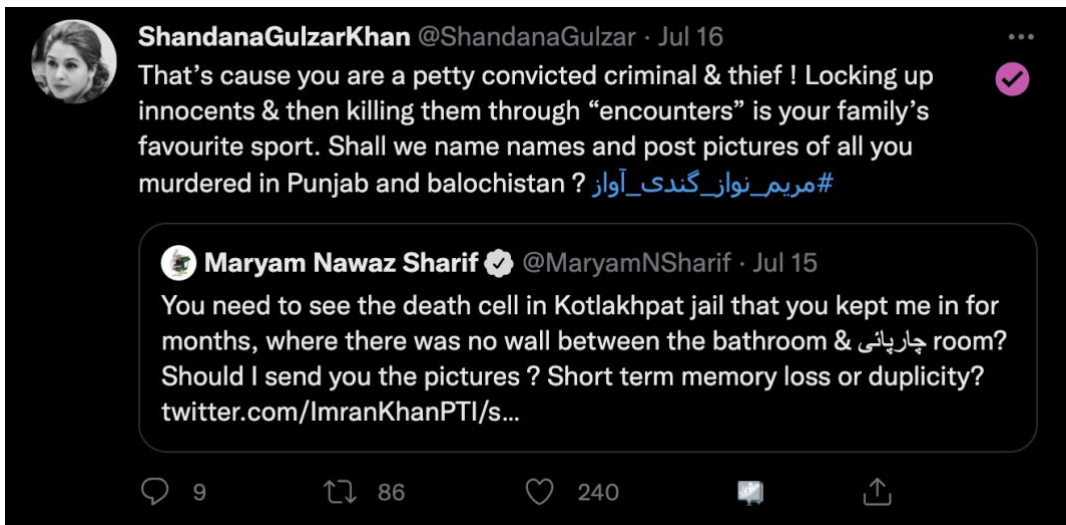 ShandanaGulzarKhan @ShandanaGulzar · Jul 16
That’s cause you are a petty convicted criminal & thief ! Locking up
innocents & then killing them through “encounters” is your family’s
favourite sport. Shall we name names and post pictures of all you
murdered in Punjab and balochistan ? #مریم_نواز_گندی_آواز
Maryam Nawaz Sharif @MaryamNSharif · Jul 15
You need to see the death cell in Kotlakhpat jail that you kept me in for
months, where there was no wall between the bathroom & چارپائی room?
Should I send you the pictures ? Short term memory loss or duplicity?
twitter.com/ImranKhanPTI/s…
9 86 240